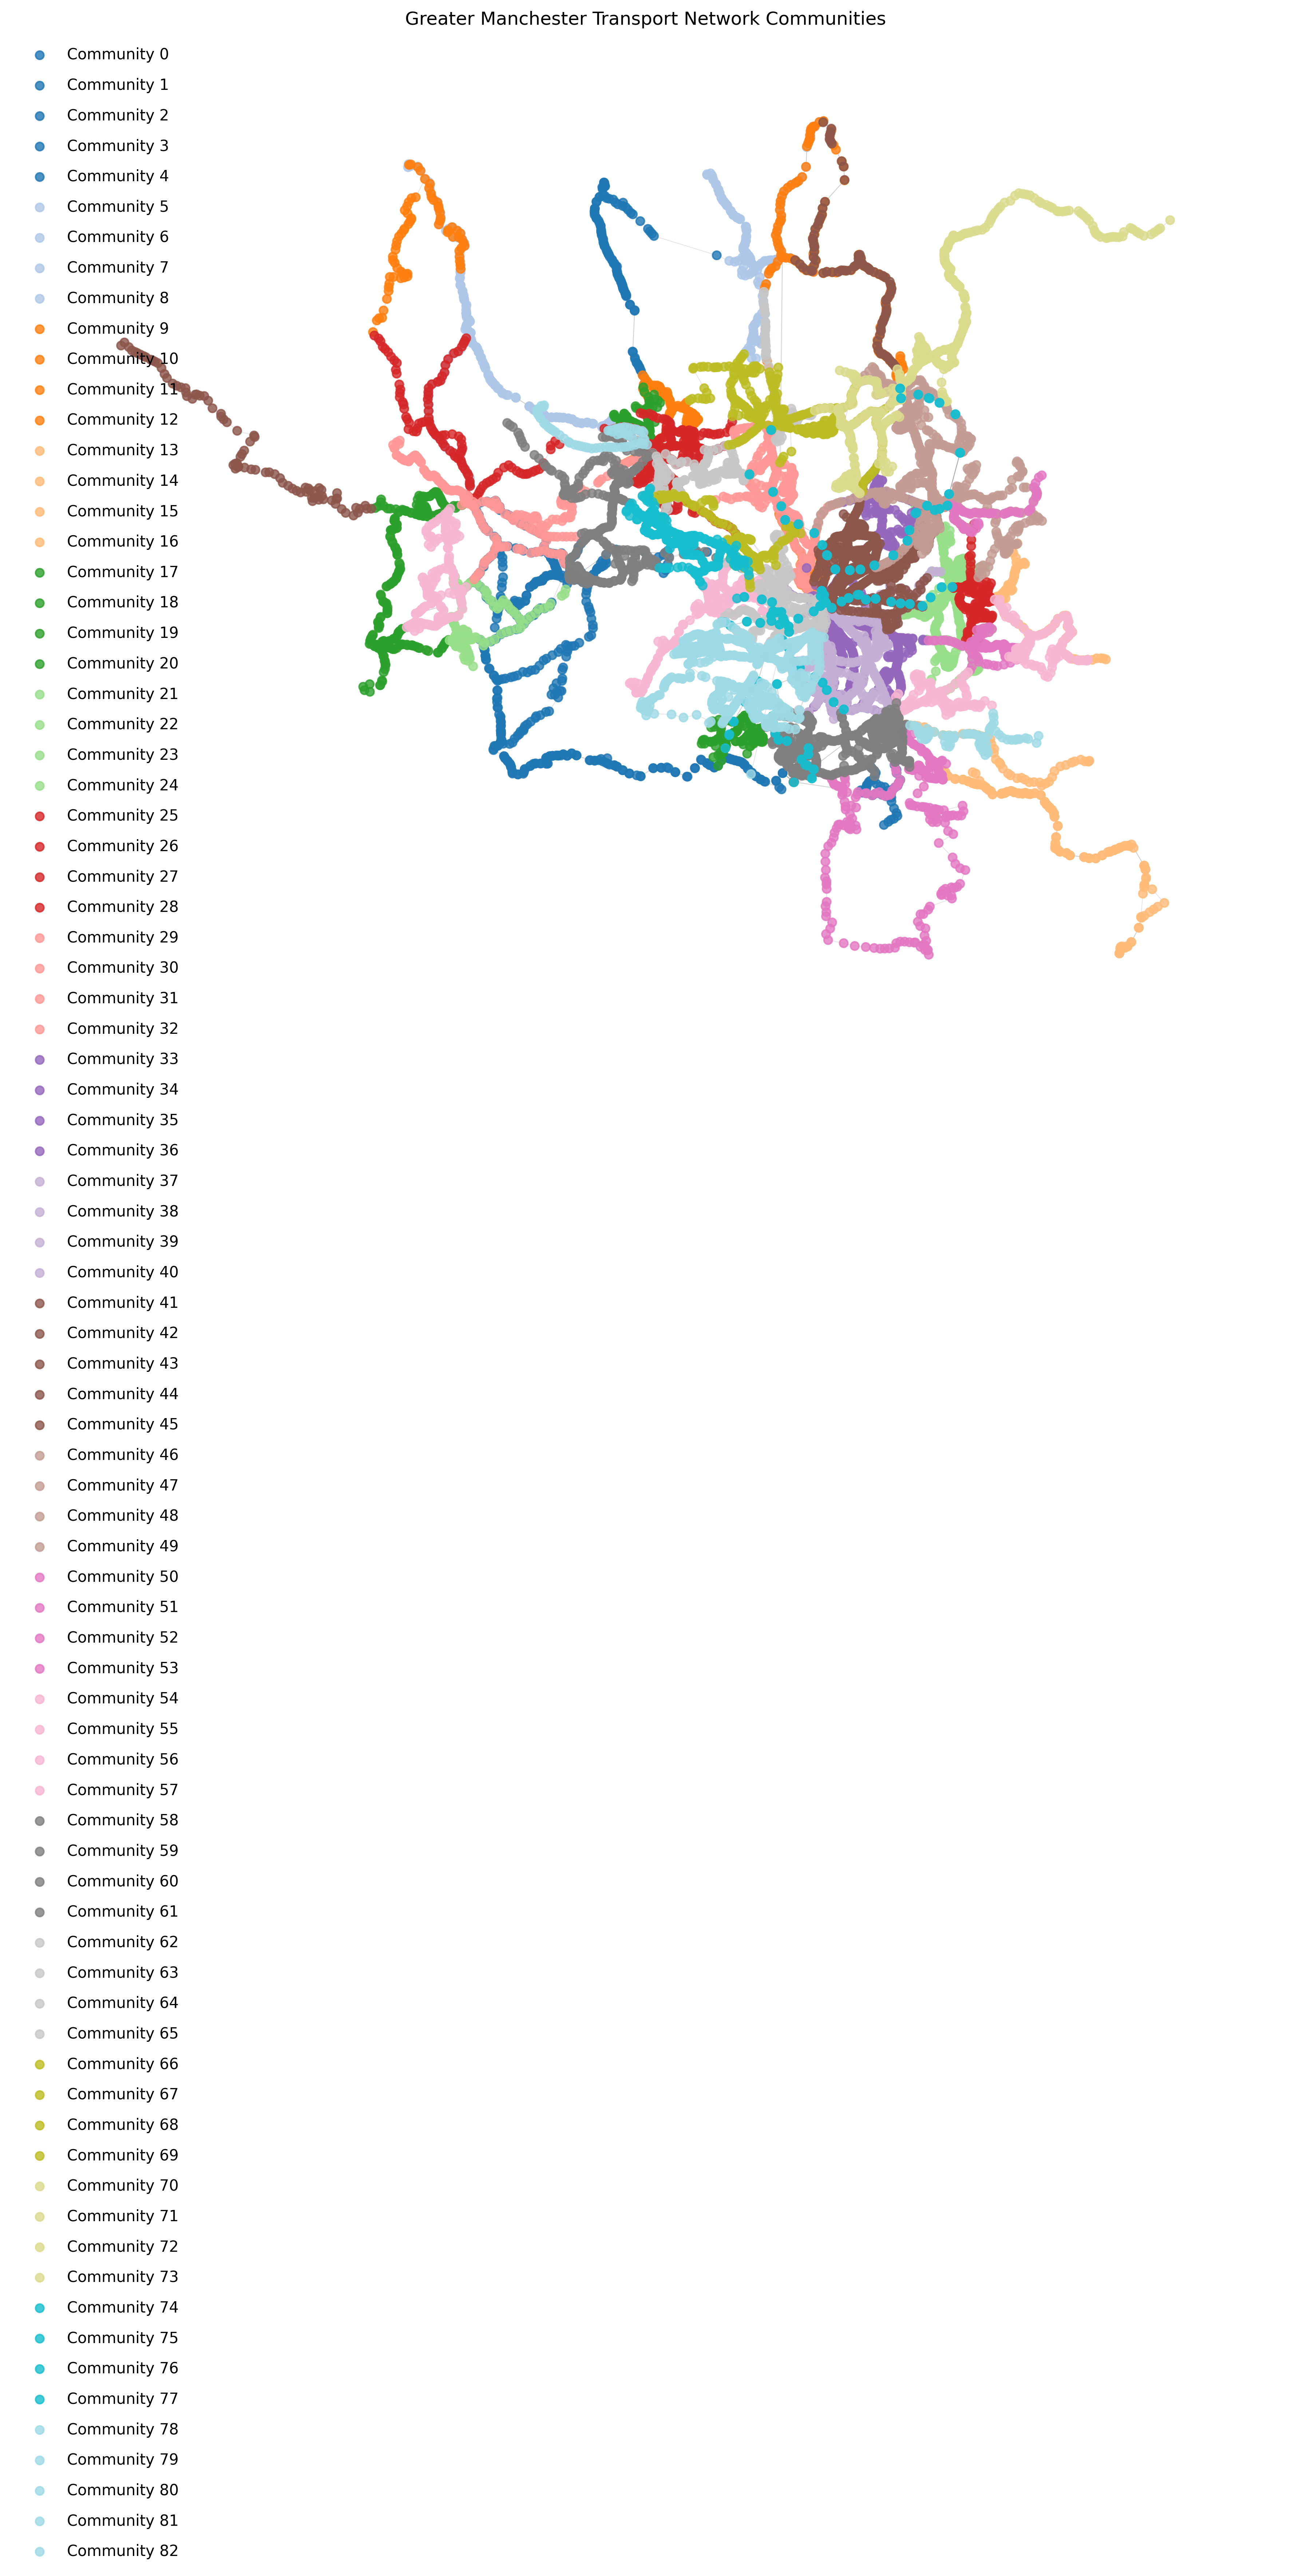 Greater Manchester Transport Network Communities
Community 0
Community 1
Community 2
Community 3
Community 4
Community 5
Community 6
Community 7
Community 8
Community 9
Community 10
Community 11
Community 12
Community 13
Community 14
Community 15
Community 16
Community 17
Community 18
Community 19
Community 20
Community 21
Community 22
Community 23
Community 24
Community 25
Community 26
Community 27
Community 28
Community 29
Community 30
Community 31
Community 32
Community 33
Community 34
Community 35
Community 36
Community 37
Community 38
Community 39
Community 40
Community 41
Community 42
Community 43
Community 44
Community 45
Community 46
Community 47
Community 48
Community 49
Community 50
Community 51
Community 52
Community 53
Community 54
Community 55
Community 56
Community 57
Community 58
Community 59
Community 60
Community 61
Community 62
Community 63
Community 64
Community 65
Community 66
Community 67
Community 68
Community 69
Community 70
Community 71
Community 72
Community 73
Community 74
Community 75
Community 76
Community 77
Community 78
Community 79
Community 80
Community 81
Community 82